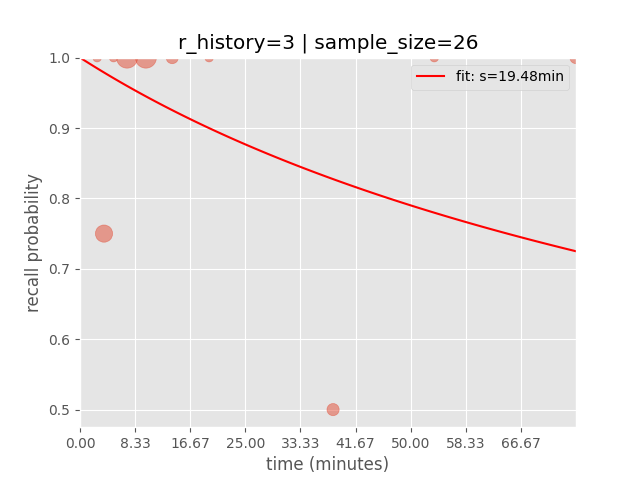 r_history=3 | sample_size=26
fit: s=19.48min
recall probability
1.0
0.9
0.8
0.7
0.6
0.5
0.00 8.33 16.67 25.00 33.33 41.67 50.00 58.33 66.67
time (minutes)